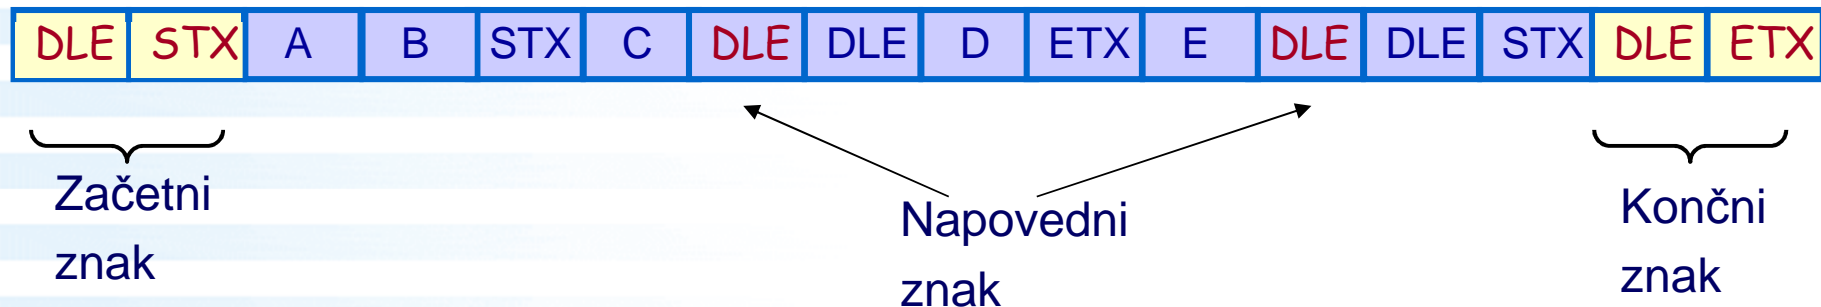 DLE STX A B STX C DLE DLE D ETX E DLE DLE STX DLE ETX
Začetni
znak
Napovedni
znak
Končni
znak